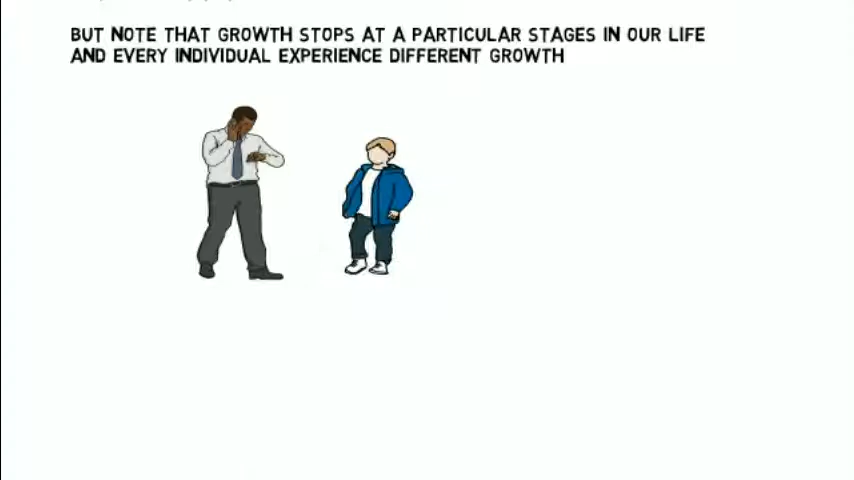 BUT NOTE THAT GROWTH STOPS AT A PARTICULAR STAGES IN OUR LIFE
AND EVERY INDIVIDUAL EXPERIENCE DIFFERENT GROWTH